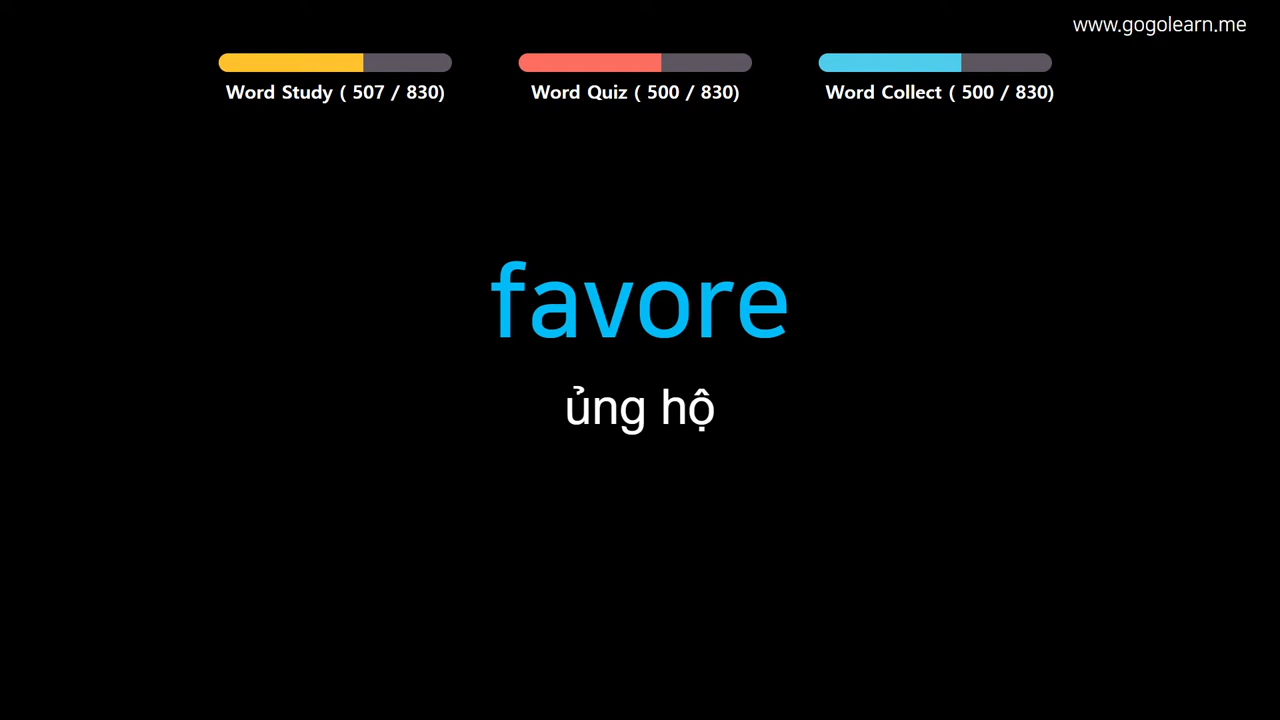 www.gogolearn.me
Word Study ( 507 / 830)
Word Quiz ( 500 / 830)
Word Collect ( 500 / 830)
favore
ủng hộ